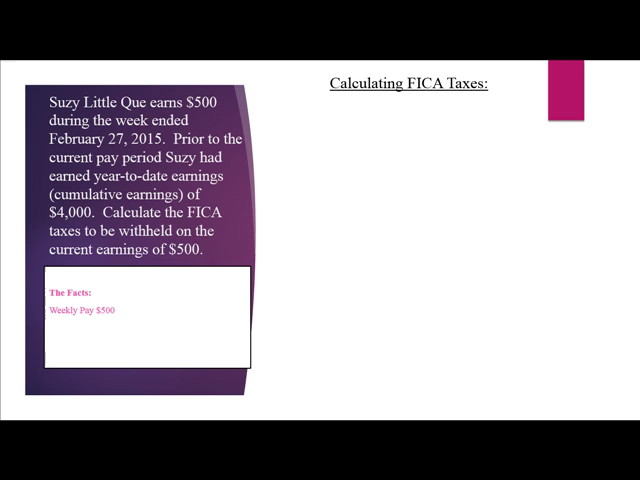 Calculating FICA Taxes:
Suzy Little Que earns $500
during the week ended
February 27, 2015.  Prior to the
current pay period Suzy had
earned year-to-date earnings
(cumulative earnings) of
$4,000.  Calculate the FICA
taxes to be withheld on the
current earnings of $500.
The Facts:
Weekly Pay $500